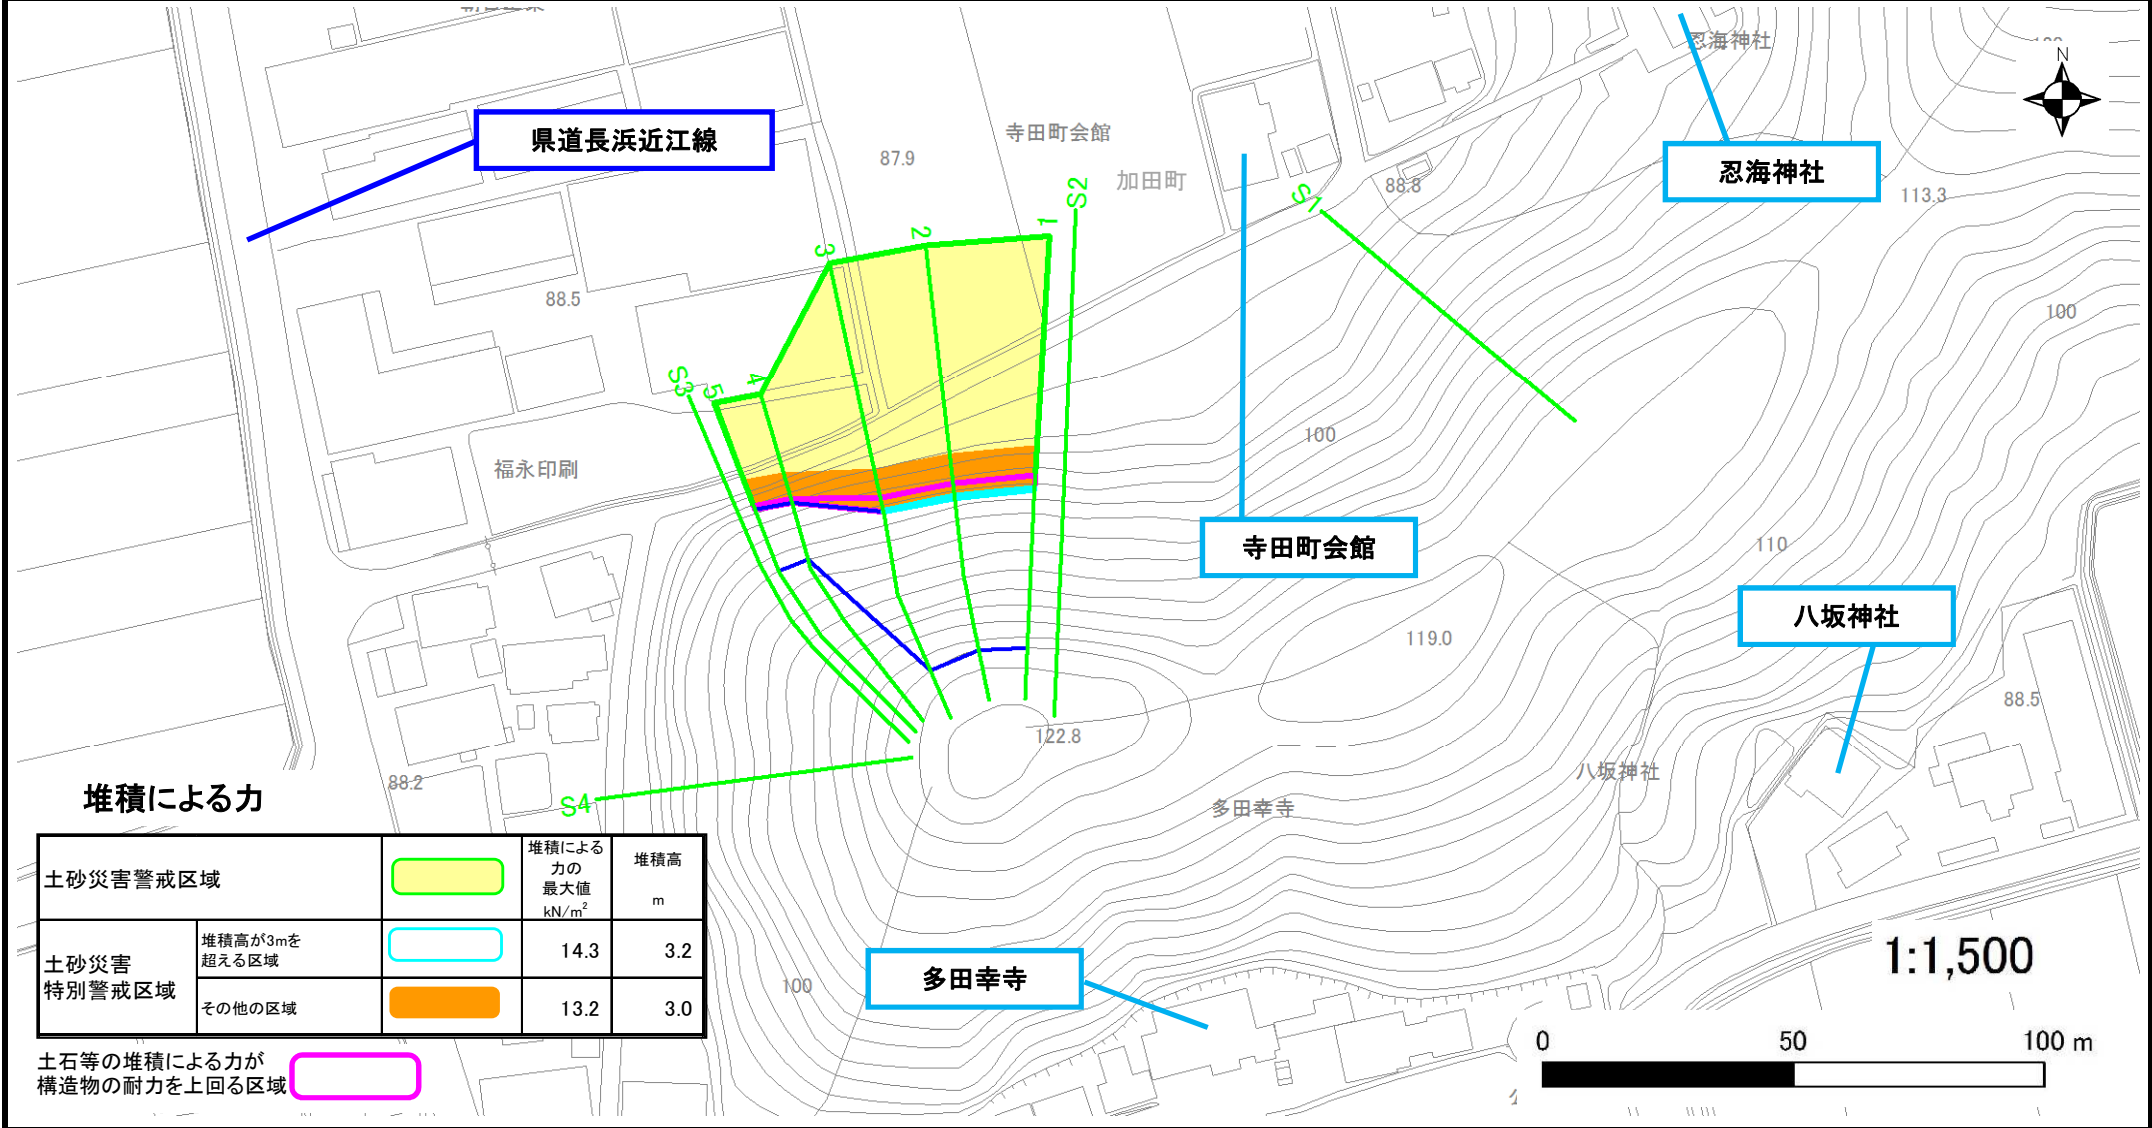 忍海神社
N
県道長浜近江線
寺田町会館
87.9
加田町
S2
忍海神社
88.8
S1
113.3
1
2
3
88.5
100
S3
5
4
100
福永印刷
寺田町会館
110
八坂神社
119.0
88.5
122.8
八坂神社
88.2
S4
多田幸寺
堆積による力
堆積による
力の
最大値
kN/m²
堆積高
m
土砂災害警戒区域
土砂災害
特別警戒区域
堆積高が3mを
超える区域
14.3
3.2
その他の区域
13.2
3.0
土石等の堆積による力が
構造物の耐力を上回る区域
100
多田幸寺
1:1,500
0
50
100 m